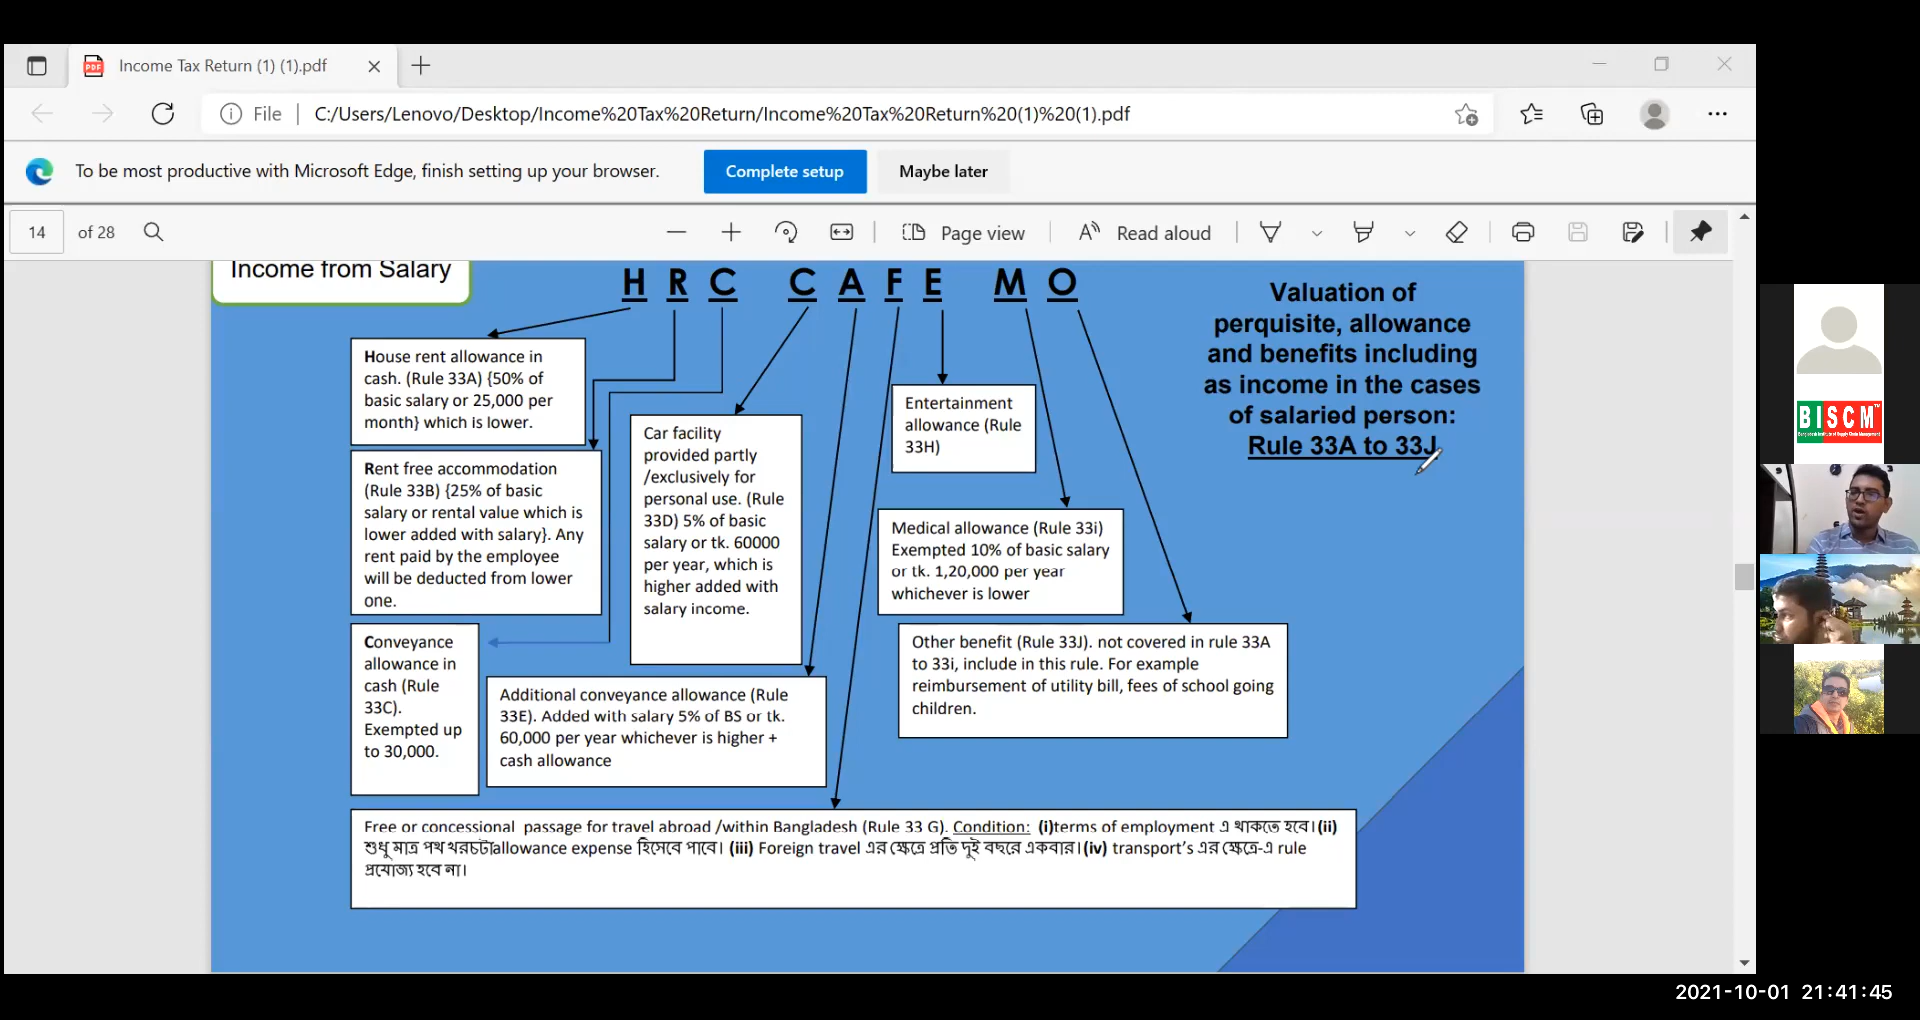 Income Tax Return (1) (1).pdf
File
C:/Users/Lenovo/Desktop/Income%20Tax%20Return/Income%20Tax%20Return%20(1)%20(1).pdf
To be most productive with Microsoft Edge, finish setting up your browser.
Complete setup
Maybe later
14
of 28
Page view
Read aloud
Income from Salary
H R C C A F E M O
Valuation of
perquisite, allowance
and benefits including
as income in the cases
of salaried person:
Rule 33A to 33J
House rent allowance in
cash. (Rule 33A) {50% of
basic salary or 25,000 per
month} which is lower.
Rent free accommodation
(Rule 33B) {25% of basic
salary or rental value which is
lower added with salary}. Any
rent paid by the employee
will be deducted from lower
one.
Conveyance
allowance in
cash (Rule
33C).
Exempted up
to 30,000.
Car facility
provided partly
/exclusively for
personal use. (Rule
33D) 5% of basic
salary or tk. 60000
per year, which is
higher added with
salary income.
Additional conveyance allowance (Rule
33E). Added with salary 5% of BS or tk.
60,000 per year whichever is higher +
cash allowance
Entertainment
allowance (Rule
33H)
Medical allowance (Rule 33i)
Exempted 10% of basic salary
or tk. 1,20,000 per year
whichever is lower
Other benefit (Rule 33J). not covered in rule 33A
to 33i, include in this rule. For example
reimbursement of utility bill, fees of school going
children.
Free or concessional passage for travel abroad /within Bangladesh (Rule 33 G). Condition: (i)terms of employment এ থাকতে হবে। (ii)
শুধু মাত্র পথ খরচটা allowance expense হিসেবে পাবে। (iii) Foreign travel এর ক্ষেত্রে প্রতি দুই বছরে একবার। (iv) transport's এর ক্ষেত্রে-এ rule
প্রযোজ্য হবে না।
BISCM
2021-10-01 21:41:45